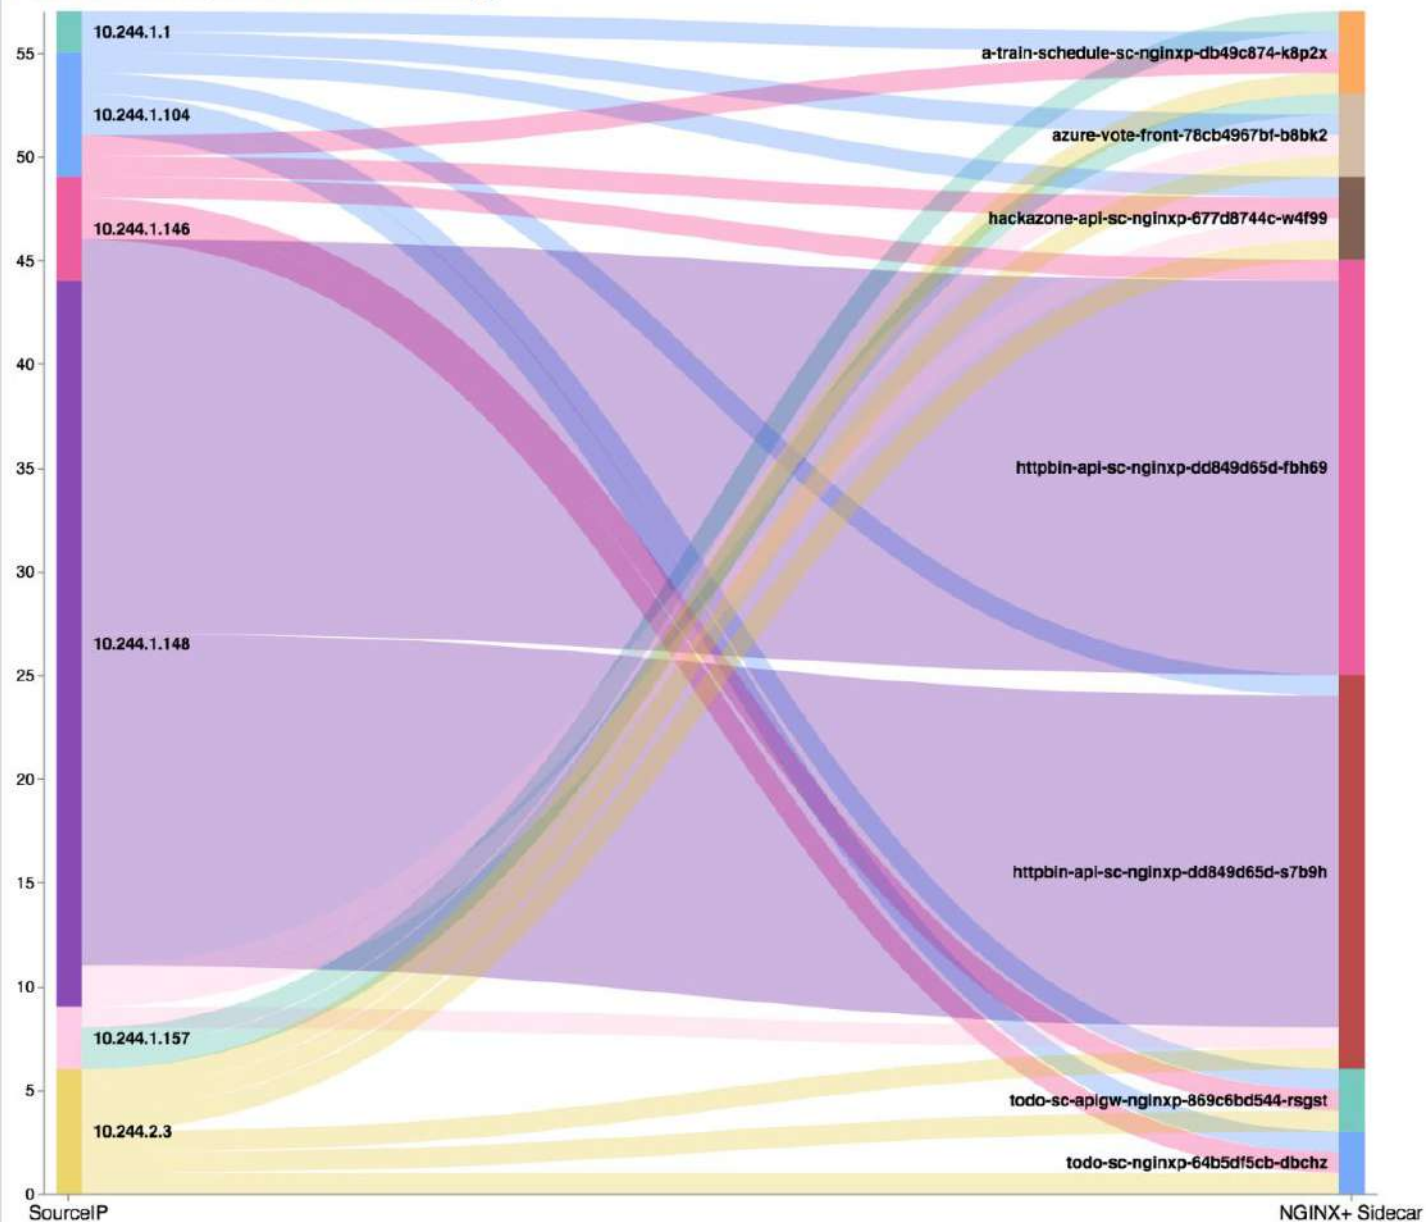 55
50
45
40
35
30
25
20
15
10
5
0
10.244.1.1
10.244.1.104
10.244.1.146
10.244.1.148
10.244.1.157
10.244.2.3
a-train-schedule-sc-nginxp-db49c874-k8p2x
azure-vote-front-78cb4967bf-b8bk2
hackazone-api-sc-nginxp-677d8744c-w4f99
httpbin-api-sc-nginxp-dd849d65d-fbh69
httpbin-api-sc-nginxp-dd849d65d-s7b9h
todo-sc-apigw-nginxp-869c6bd544-rsgst
todo-sc-nginxp-64b5df5cb-dbchz
SourceIP
NGINX+ Sidecar